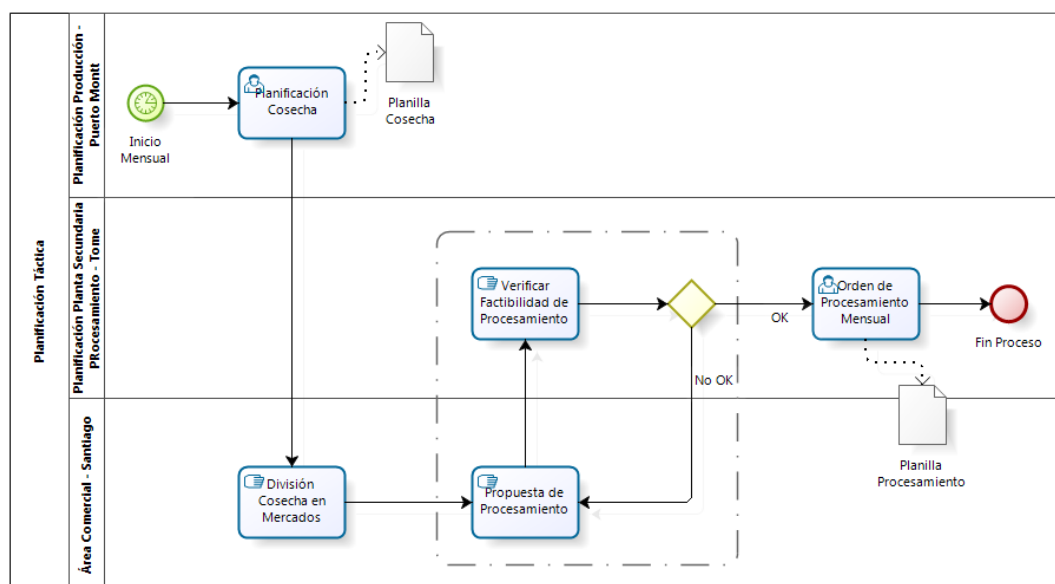 Planificación Táctica
Planificación Producción -
Puerto Montt
Inicio
Mensual
Planificación
Cosecha
Planilla
Cosecha
Planificación Planta Secundaria
PRocesamiento - Tome
Verificar
Factibilidad de
Procesamiento
OK
No OK
Orden de
Procesamiento
Mensual
Fin Proceso
Área Comercial - Santiago
División
Cosecha en
Mercados
Propuesta de
Procesamiento
Planilla
Procesamiento